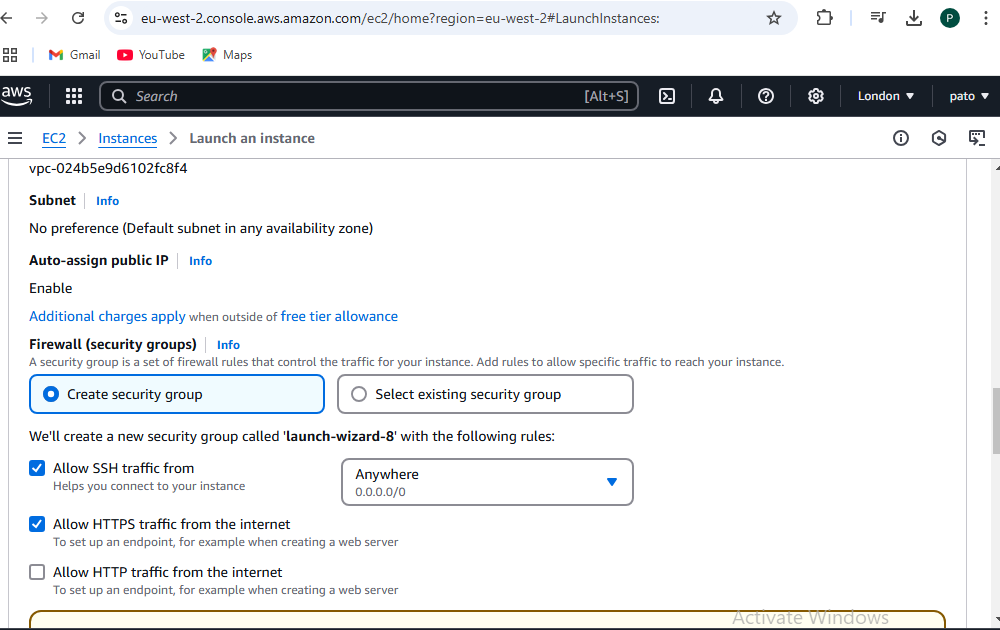 eu-west-2.console.aws.amazon.com/ec2/home?region=eu-west-2#LaunchInstances:
P
Gmail YouTube Maps
aws Search [Alt+S] London pato
EC2 Instances Launch an instance
vpc-024b5e9d6102fc8f4
Subnet Info
No preference (Default subnet in any availability zone)
Auto-assign public IP Info
Enable
Additional charges apply when outside of free tier allowance
Firewall (security groups) Info
A security group is a set of firewall rules that control the traffic for your instance. Add rules to allow specific traffic to reach your instance.
Create security group Select existing security group
We'll create a new security group called 'launch-wizard-8' with the following rules:
Allow SSH traffic from Anywhere
Helps you connect to your instance 0.0.0.0/0
Allow HTTPS traffic from the internet
To set up an endpoint, for example when creating a web server
Allow HTTP traffic from the internet
To set up an endpoint, for example when creating a web server
Activate Windows